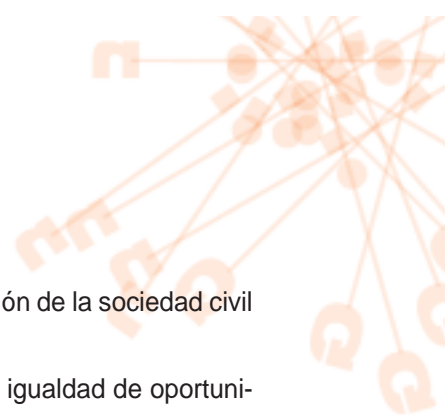 ón de la sociedad civil
igualdad de oportuni-